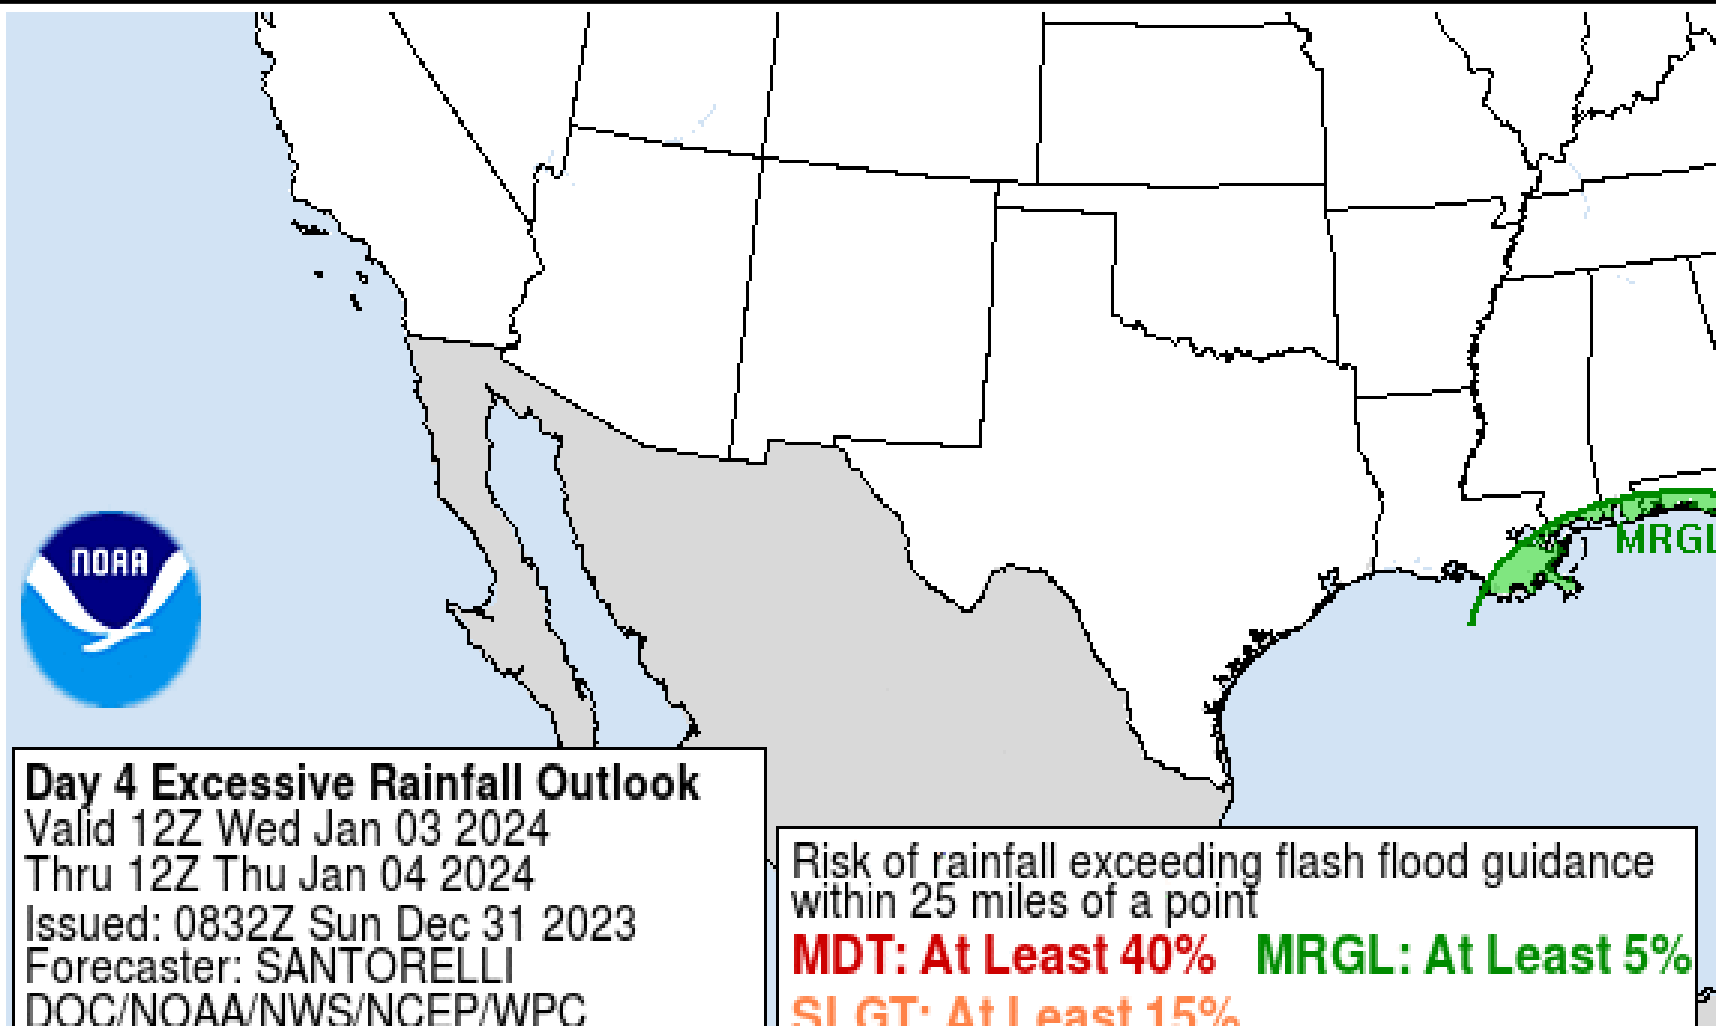 NOAA
MRGL
Day 4 Excessive Rainfall Outlook
Valid 12Z Wed Jan 03 2024
Thru 12Z Thu Jan 04 2024
Issued: 0832Z Sun Dec 31 2023
Forecaster: SANTORELLI
DOC/NOAA/NWS/NCEP/WPC
Risk of rainfall exceeding flash flood guidance
within 25 miles of a point
MDT: At Least 40% MRGL: At Least 5%
SLGT: At Least 15%